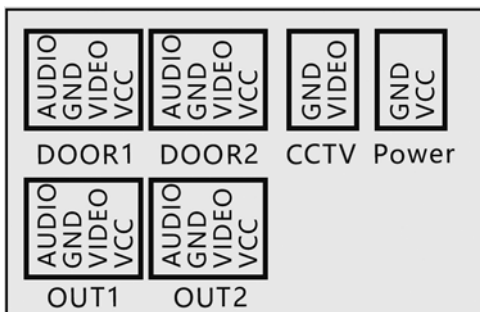 AUDIO
GND
VIDEO
VCC
AUDIO
GND
VIDEO
VCC
GND
VIDEO
GND
VCC
DOOR1 DOOR2 CCTV Power
AUDIO
GND
VIDEO
VCC
AUDIO
GND
VIDEO
VCC
OUT1 OUT2